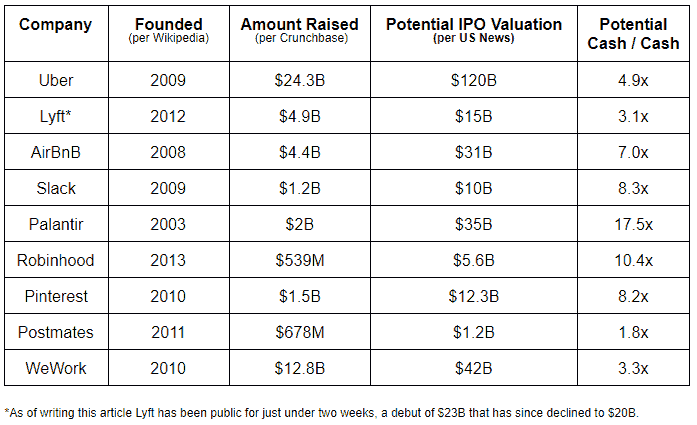 Company Founded Amount Raised Potential IPO Valuation Potential
(per Wikipedia) (per Crunchbase) (per US News) Cash / Cash
Uber 2009 $24.3B $120B 4.9x
Lyft* 2012 $4.9B $15B 3.1x
AirBnB 2008 $4.4B $31B 7.0x
Slack 2009 $1.2B $10B 8.3x
Palantir 2003 $2B $35B 17.5x
Robinhood 2013 $539M $5.6B 10.4x
Pinterest 2010 $1.5B $12.3B 8.2x
Postmates 2011 $678M $1.2B 1.8x
WeWork 2010 $12.8B $42B 3.3x
*As of writing this article Lyft has been public for just under two weeks, a debut of $23B that has since declined to $20B.